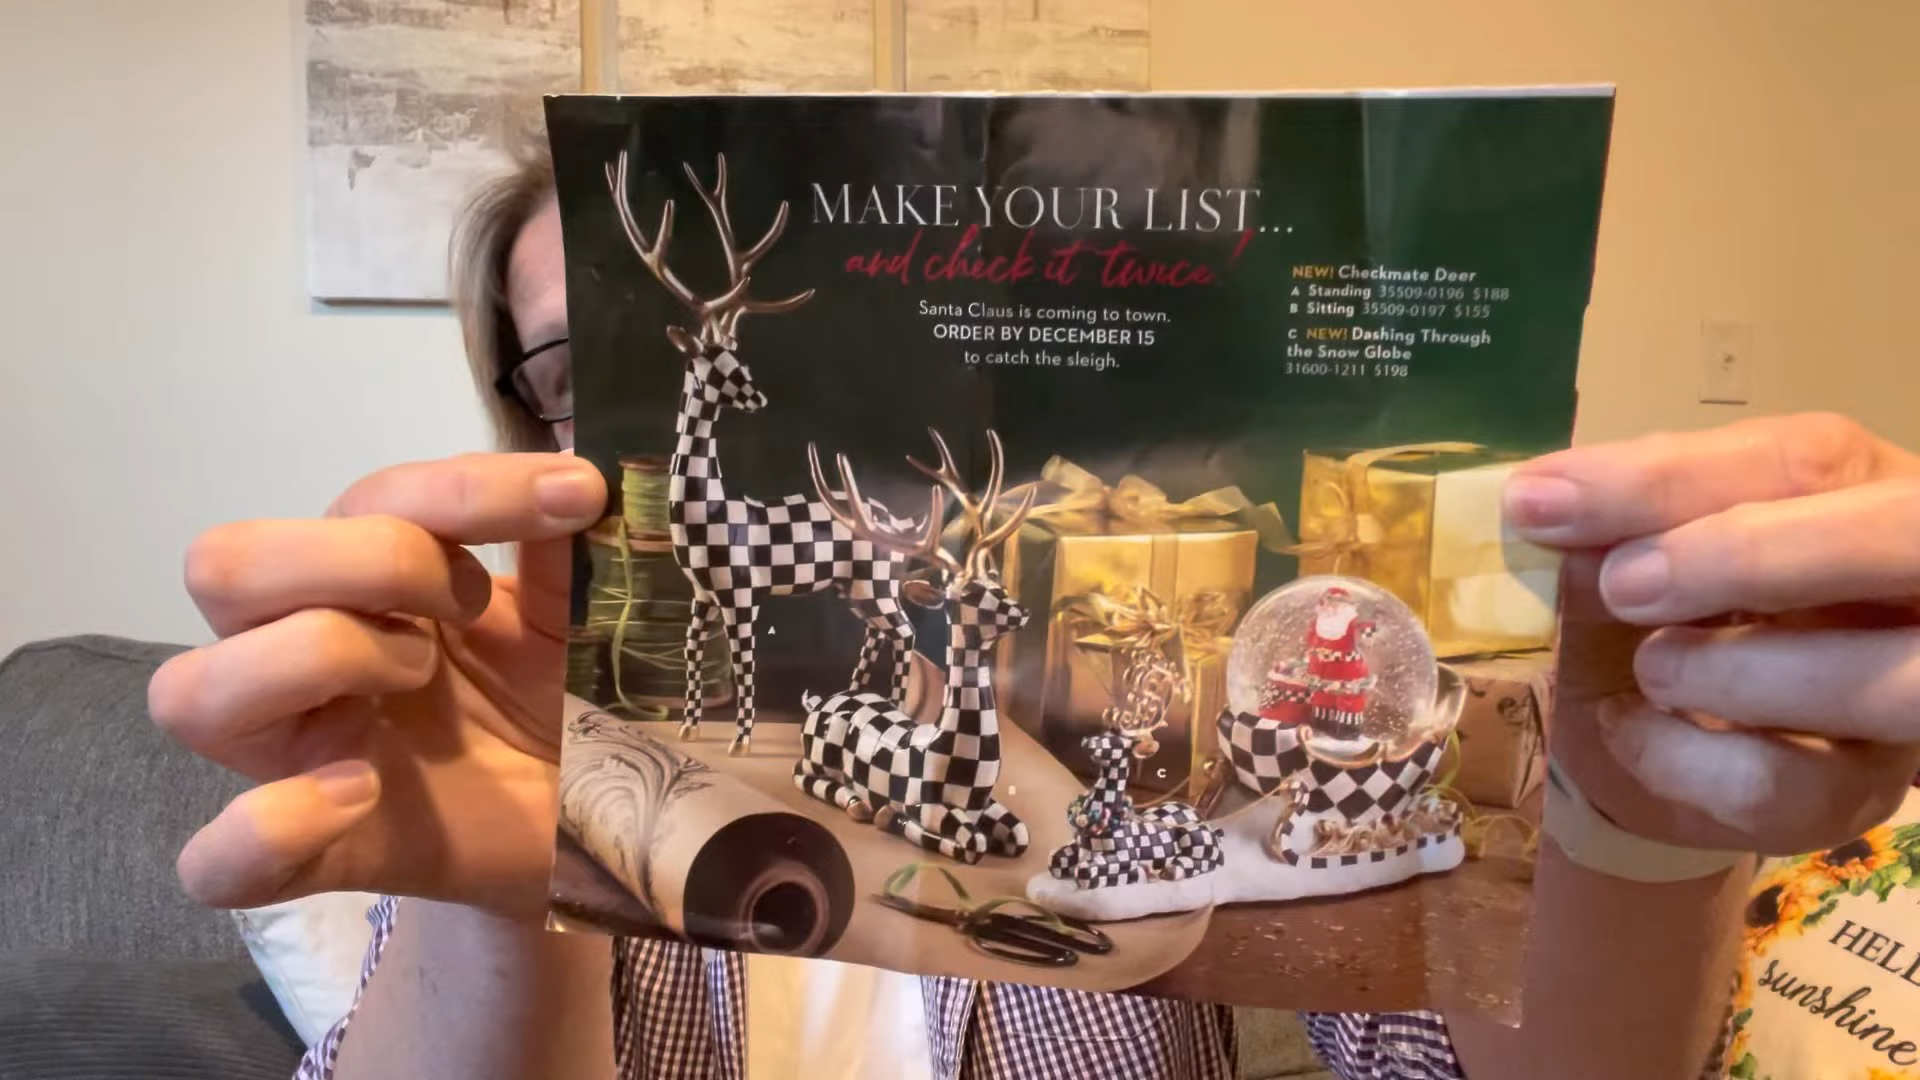 MAKE YOUR LIST...
and check it twice!
Santa Claus is coming to town.
ORDER BY DECEMBER 15
to catch the sleigh.
NEW! Checkmate Deer
A Standing 35509-0196 $188
B Sitting 35509-0197 $155
C NEW! Dashing Through
the Snow Globe
31600-1211 $198
A
B
C
HELL
sunshine